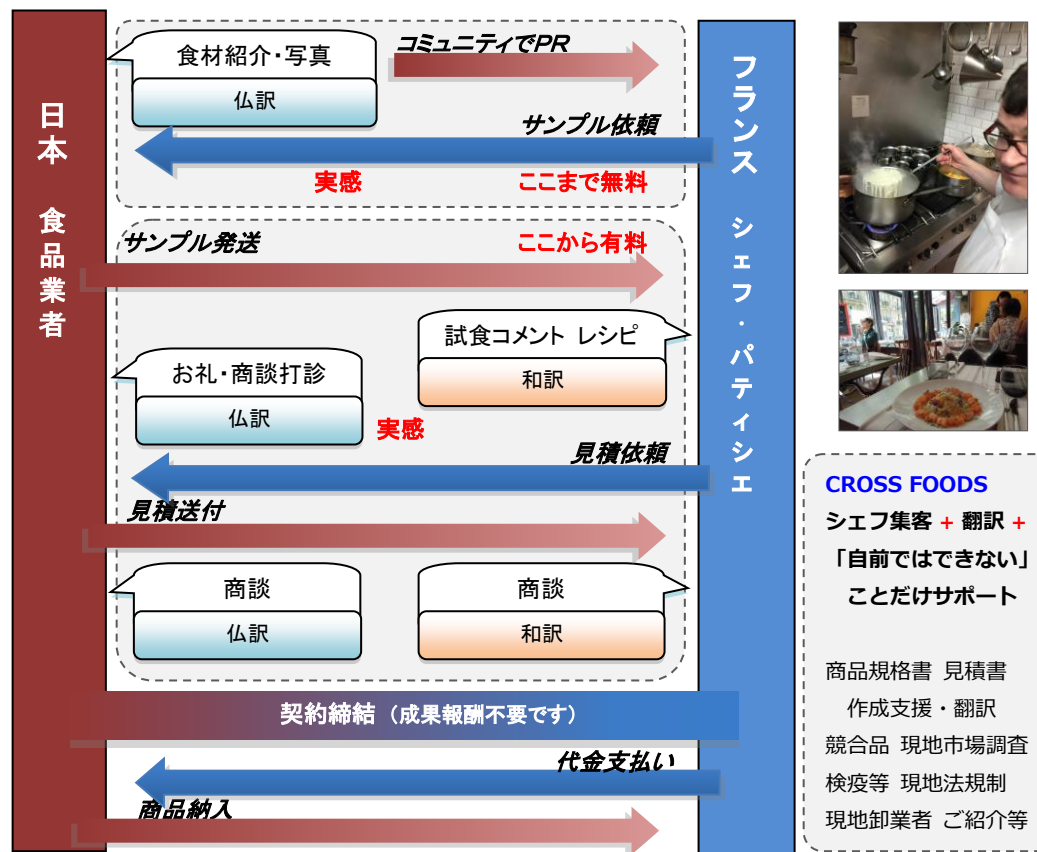 日本 食品業者
食材紹介・写真
仏訳
コミュニティでPR
サンプル依頼
実感
ここまで無料
サンプル発送
ここから有料
試食コメント レシピ
和訳
お礼・商談打診
仏訳
実感
見積依頼
見積送付
商談
仏訳
商談
和訳
契約締結（成果報酬不要です）
代金支払い
商品納入
フランス シェフ・パティシエ
CROSS FOODS
シェフ集客 + 翻訳 +
「自前ではできない」
ことだけサポート
商品規格書 見積書
作成支援・翻訳
競合品 現地市場調査
検疫等 現地法規制
現地卸業者 ご紹介等